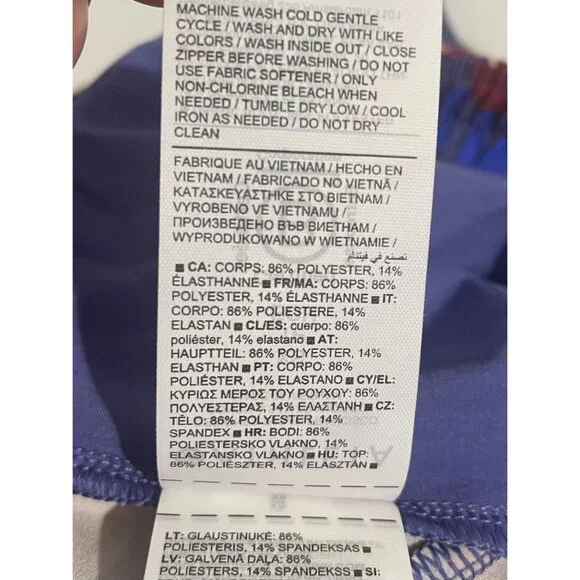 MACHINE WASH COLD GENTLE
CYCLE / WASH AND DRY WITH LIKE
COLORS / WASH INSIDE OUT / CLOSE
ZIPPER BEFORE WASHING / DO NOT
USE FABRIC SOFTENER / ONLY
NON-CHLORINE BLEACH WHEN
NEEDED / TUMBLE DRY LOW / COOL
IRON AS NEEDED / DO NOT DRY
CLEAN
FABRIQUE AU VIETNAM / HECHO EN
VIETNAM / FABRICADO NO VIETNÃ /
ΚΑΤΑΣΚΕΥΑΣΤΗΚΕ ΣΤΟ ΒΙΕΤΝΑΜ /
VYROBENO VE VIETNAMU /
ПРОИЗВЕДЕНО ВЪВ ВИЕТНАМ /
WYPRODUKOWANO W WIETNAMIE /
تصنع في فيتنام
■ CA: CORPS: 86% POLYESTER, 14%
ÉLASTHANNE ■ FR/MA: CORPS: 86%
POLYESTER, 14% ÉLASTHANNE ■ IT:
CORPO: 86% POLIESTERE, 14%
ELASTAN ■ CL/ES: cuerpo: 86%
poliéster, 14% elastano ■ AT:
HAUPTTEIL: 86% POLYESTER, 14%
ELASTHAN ■ PT: CORPO: 86%
POLIÉSTER, 14% ELASTANO ■ CY/EL:
ΚΥΡΙΩΣ ΜΕΡΟΣ ΤΟΥ ΡΟΥΧΟΥ: 86%
ΠΟΛΥΕΣΤΕΡΑΣ, 14% ΕΛΑΣΤΑΝΗ ■ CZ:
TĚLO: 86% POLYESTER, 14%
SPANDEX ■ HR: BODI: 86%
POLIESTERSKO VLAKNO, 14%
ELASTANSKO VLAKNO ■ HU: TOP:
86% POLIÉSZTER, 14% ELASZTÁN ■
LT: GLAUSTINUKĖ: 86%
POLIESTERIS, 14% SPANDEKSAS ■
LV: GALVENĀ DAĻA: 86%
POLIESTERS, 14% SPANDEKSS ■ SI: